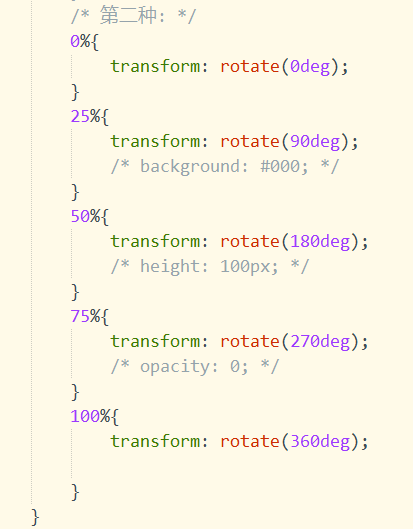 /* 第二种: */
0%{
transform: rotate(0deg);
}
25%{
transform: rotate(90deg);
/* background: #000; */
}
50%{
transform: rotate(180deg);
/* height: 100px; */
}
75%{
transform: rotate(270deg);
/* opacity: 0; */
}
100%{
transform: rotate(360deg);
}
}